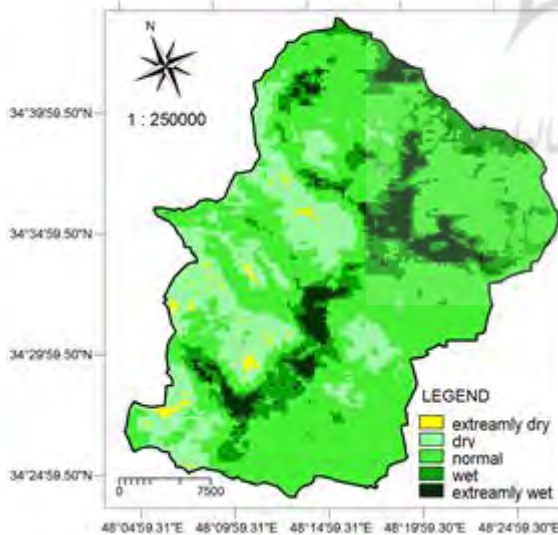 N
1 : 250000
34°39'59.50"N
34°34'59.50"N
34°29'59.50"N
34°24'59.50"N
LEGEND
extreamly dry
dry
normal
wet
extreamly wet
0 7500
48°04'59.31"E 48°09'59.31"E 48°14'59.31"E 48°19'59.30"E 48°24'59.30"E